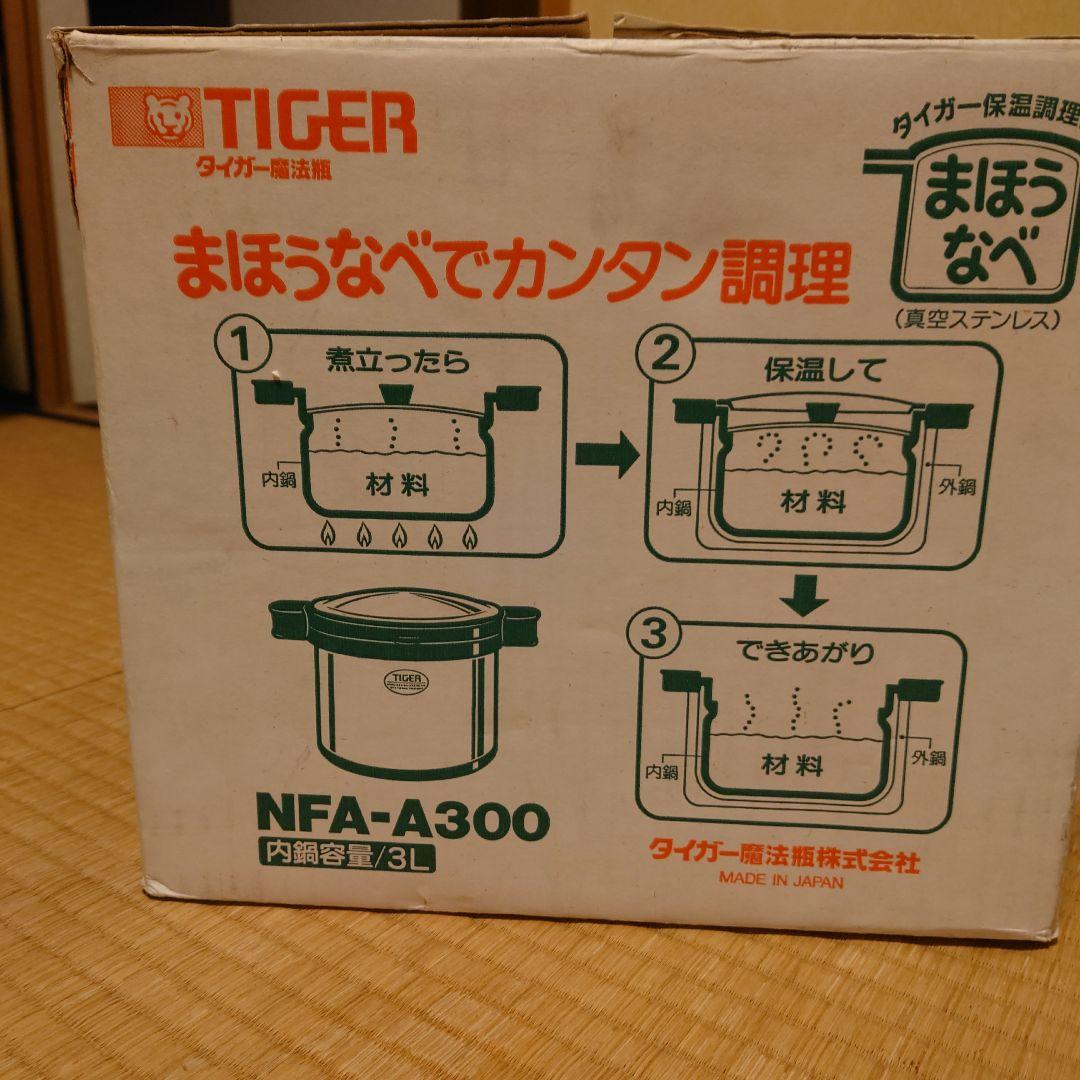 TIGER
タイガー魔法瓶
タイガー保温調理
まほう
なべ
(真空ステンレス)
まほうなべでカンタン調理
1
煮立ったら
内鍋
材料
2
保温して
内鍋
材料
外鍋
3
できあがり
内鍋
材料
外鍋
TIGER
NFA-A300
内鍋容量/3L
タイガー魔法瓶株式会社
MADE IN JAPAN